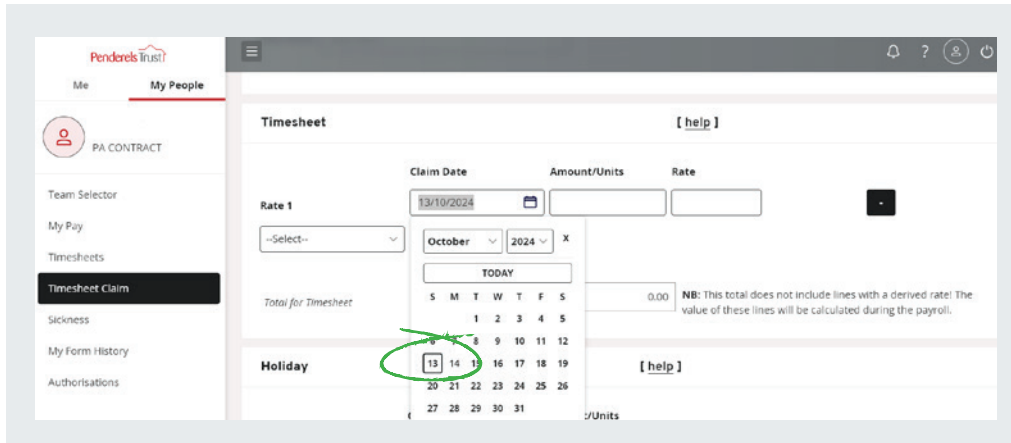 Penderels Trust
Me My People
PA CONTRACT
Team Selector
My Pay
Timesheets
Timesheet Claim
Sickness
My Form History
Authorisations
?
Timesheet [ help ]
Claim Date Amount/Units Rate
Rate 1 13/10/2024 -
--Select--
October 2024 X
TODAY
S M T W T F S
1 2 3 4 5
6 8 9 10 11 12
13 14 15 16 17 18 19
20 21 22 23 24 25 26
27 28 29 30 31
Total for Timesheet 0.00 NB: This total does not include lines with a derived rate! The
value of these lines will be calculated during the payroll.
Holiday [ help ]
/Units